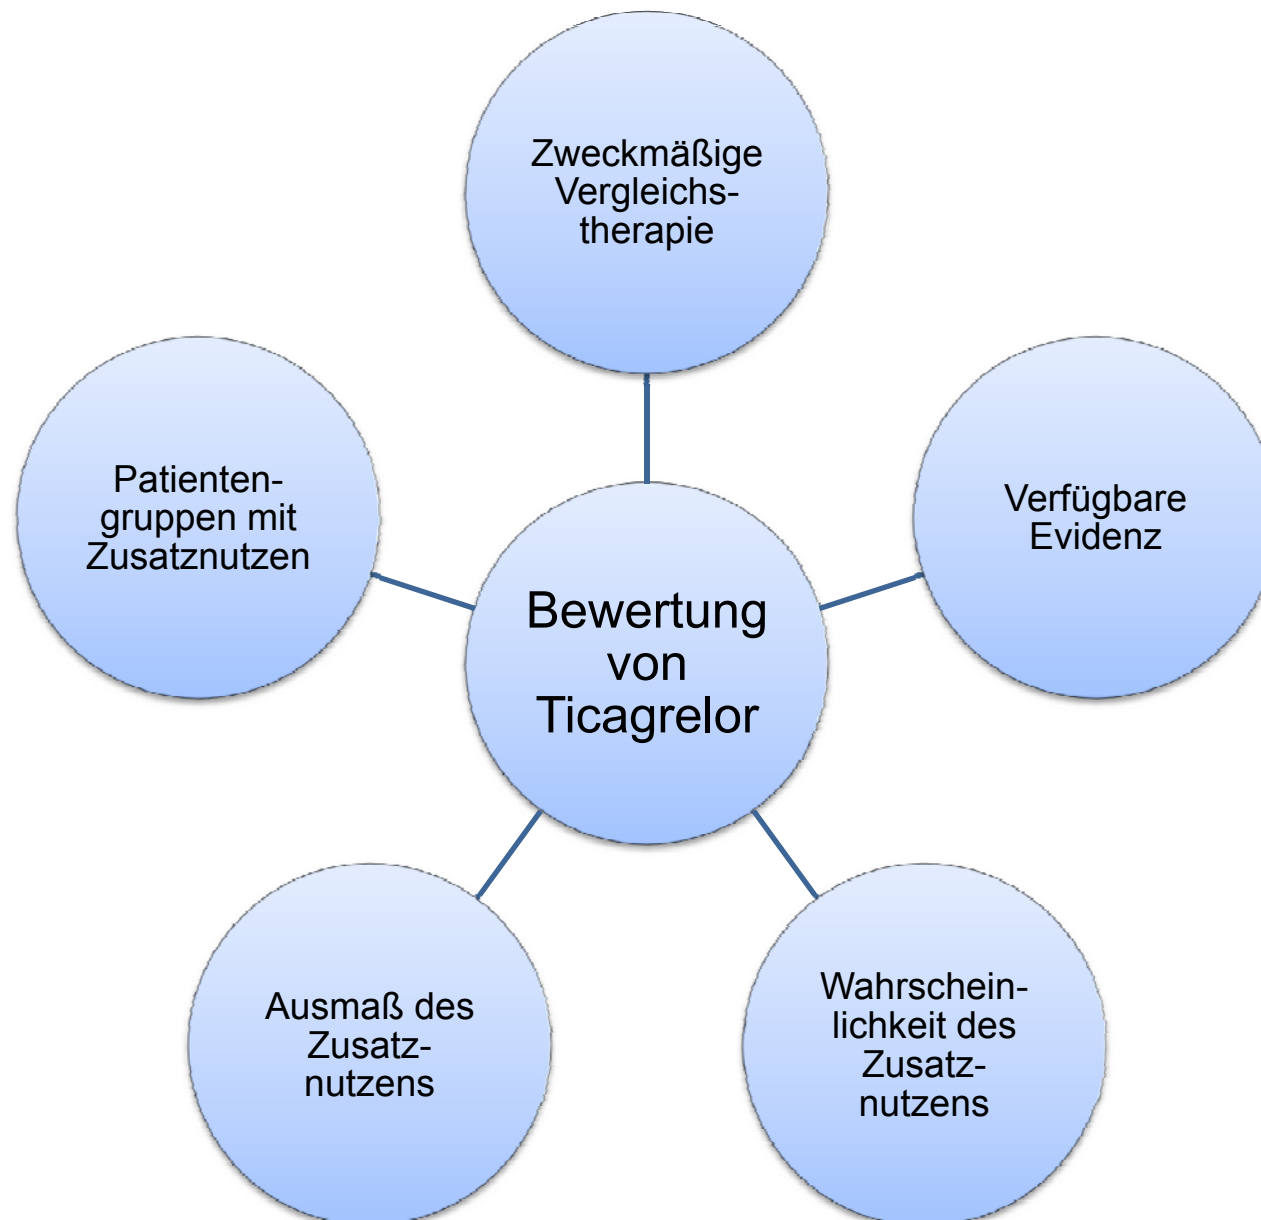 Zweckmäßige
Vergleichs-
therapie
Patienten-
gruppen mit
Zusatznutzen
Verfügbare
Evidenz
Bewertung
von
Ticagrelor
Ausmaß des
Zusatz-
nutzens
Wahrschein-
lichkeit des
Zusatz-
nutzens